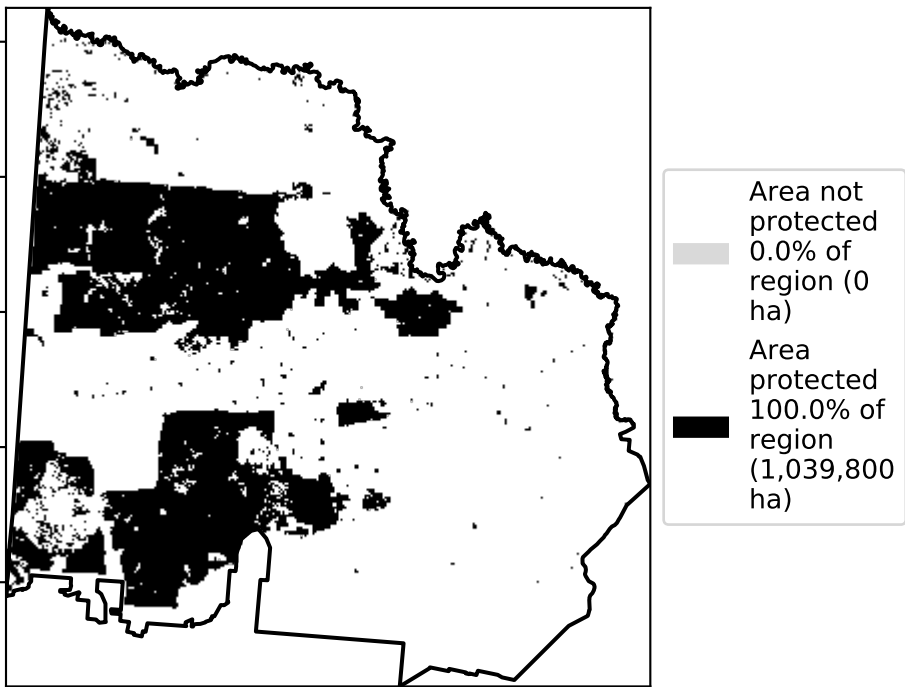 Area not
protected
0.0% of
region (0
ha)
Area
protected
100.0% of
region
(1,039,800
ha)